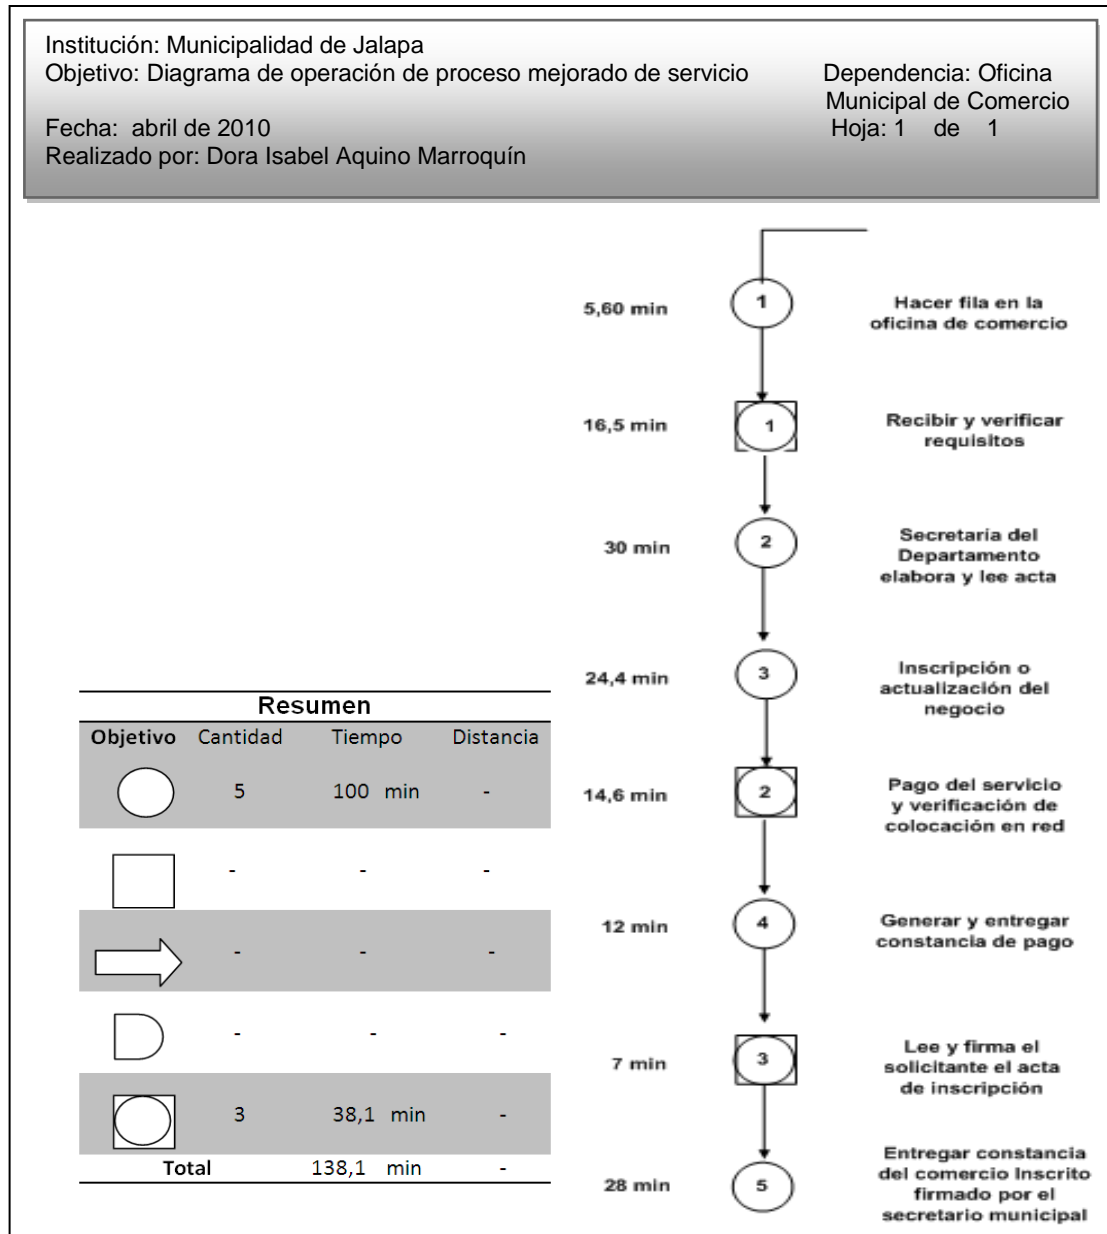 Institución: Municipalidad de Jalapa
Objetivo: Diagrama de operación de proceso mejorado de servicio Dependencia: Oficina
Municipal de Comercio
Fecha: abril de 2010 Hoja: 1 de 1
Realizado por: Dora Isabel Aquino Marroquín
5,60 min
1
Hacer fila en la
oficina de comercio
16,5 min
1
Recibir y verificar
requisitos
30 min
2
Secretaria del
Departamento
elabora y lee acta
24,4 min
3
Inscripción o
actualización del
negocio
14,6 min
2
Pago del servicio
y verificación de
colocación en red
12 min
4
Generar y entregar
constancia de pago
7 min
3
Lee y firma el
solicitante el acta
de inscripción
28 min
5
Entregar constancia
del comercio Inscrito
firmado por el
secretario municipal
Resumen
Objetivo Cantidad Tiempo Distancia
5 100 min -
- - -
- - -
- - -
3 38,1 min -
Total 138,1 min -